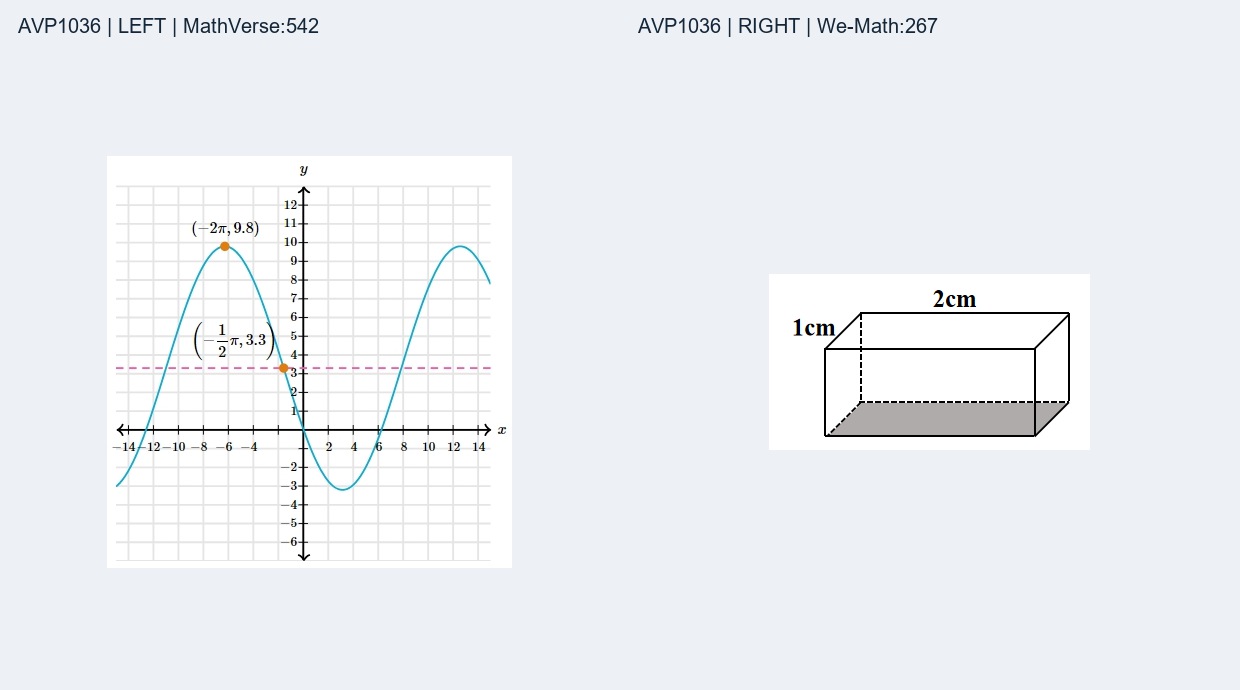 AVP1036 | LEFT | MathVerse:542
AVP1036 | RIGHT | We-Math:267
y
12
11
(−2π, 9.8)
10
9
8
7
6
(−1/2π, 3.3)
5
4
3
2
1
x
−14 −12 −10 −8 −6 −4 2 4 6 8 10 12 14
−2
−3
−4
−5
−6
2cm
1cm